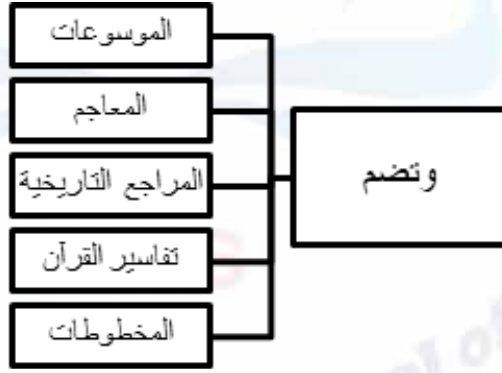 وتضم
الموسوعات
المعاجم
المراجع التاريخية
تفاسير القرآن
المخطوطات